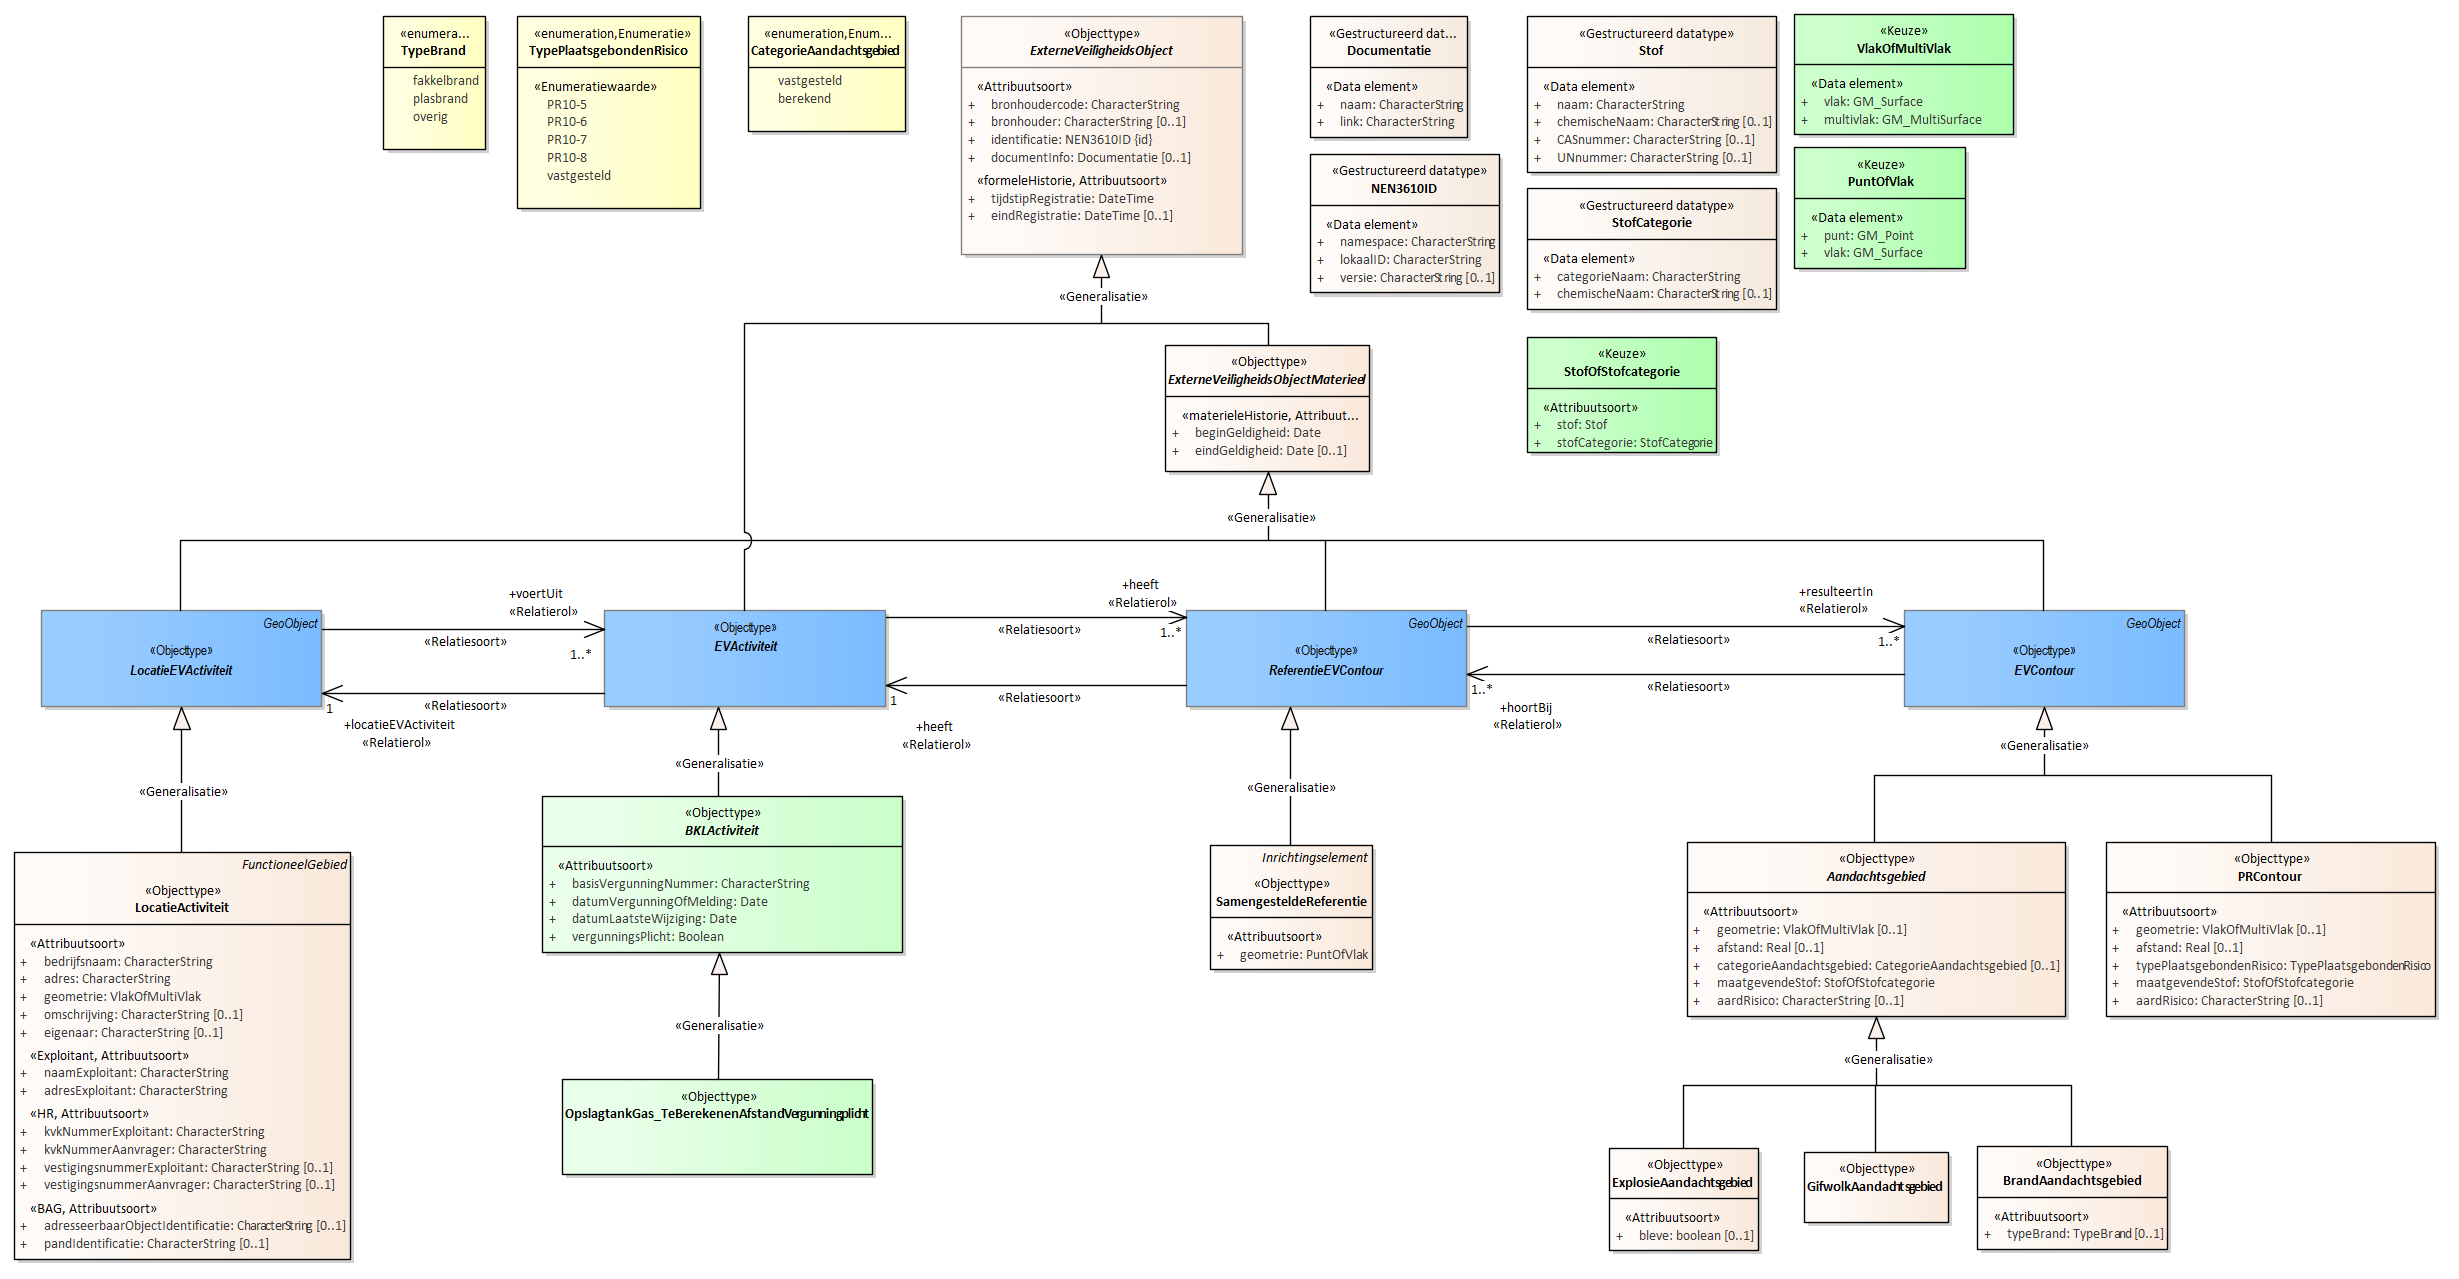 «enumera...
TypeBrand
fakkelbrand
plasbrand
overig
«enumeration,Enumeratie»
TypePlaatsgebondenRisico
«Enumeratiewaarde»
PR10-5
PR10-6
PR10-7
PR10-8
vastgesteld
«enumeration,Enum...
CategorieAandachtsgebied
vastgesteld
berekend
«Objecttype»
ExterneVeiligheidsObject
«Attribuutsoort»
+ bronhoudercode: CharacterString
+ bronhouder: CharacterString [0..1]
+ identificatie: NEN3610ID {id}
+ documentInfo: Documentatie [0..1]
«formeleHistorie, Attribuutsoort»
+ tijdstipRegistratie: DateTime
+ eindRegistratie: DateTime [0..1]
«Gestructureerd dat...
Documentatie
«Data element»
+ naam: CharacterString
+ link: CharacterString
«Gestructureerd datatype»
NEN3610ID
«Data element»
+ namespace: CharacterString
+ lokaalID: CharacterString
+ versie: CharacterString [0..1]
«Gestructureerd datatype»
Stof
«Data element»
+ naam: CharacterString
+ chemischeNaam: CharacterString [0..1]
+ CASnummer: CharacterString [0..1]
+ UNnummer: CharacterString [0..1]
«Gestructureerd datatype»
StofCategorie
«Data element»
+ categorieNaam: CharacterString
+ chemischeNaam: CharacterString [0..1]
«Keuze»
VlakOfMultiVlak
«Data element»
+ vlak: GM_Surface
+ multivlak: GM_MultiSurface
«Keuze»
PuntOfVlak
«Data element»
+ punt: GM_Point
+ vlak: GM_Surface
«Keuze»
StofOfStofcategorie
«Attribuutsoort»
+ stof: Stof
+ stofCategorie: StofCategorie
«Generalisatie»
«Objecttype»
ExterneVeiligheidsObjectMaterieel
«materieleHistorie, Attribuut...
+ beginGeldigheid: Date
+ eindGeldigheid: Date [0..1]
«Generalisatie»
GeoObject
«Objecttype»
LocatieEVActiviteit
+voertUit
«Relatierol»
«Relatiesoort»
1..*
«Relatiesoort»
1
+locatieEVActiviteit
«Relatierol»
«Objecttype»
EVActiviteit
+heeft
«Relatierol»
«Relatiesoort»
1..*
«Relatiesoort»
1
+heeft
«Relatierol»
GeoObject
«Objecttype»
ReferentieEVContour
+resulteertIn
«Relatierol»
«Relatiesoort»
1..*
«Relatiesoort»
1..*
+hoortBij
«Relatierol»
GeoObject
«Objecttype»
EVContour
«Generalisatie»
FunctioneelGebied
«Objecttype»
LocatieActiviteit
«Attribuutsoort»
+ bedrijfsnaam: CharacterString
+ adres: CharacterString
+ geometrie: VlakOfMultiVlak
+ omschrijving: CharacterString [0..1]
+ eigenaar: CharacterString [0..1]
«Exploitant, Attribuutsoort»
+ naamExploitant: CharacterString
+ adresExploitant: CharacterString
«HR, Attribuutsoort»
+ kvkNummerExploitant: CharacterString
+ kvkNummerAanvrager: CharacterString
+ vestigingsnummerExploitant: CharacterString [0..1]
+ vestigingsnummerAanvrager: CharacterString [0..1]
«BAG, Attribuutsoort»
+ adresseerbaarObjectIdentificatie: CharacterString [0..1]
+ pandIdentificatie: CharacterString [0..1]
«Generalisatie»
«Objecttype»
BKLActiviteit
«Attribuutsoort»
+ basisVergunningNummer: CharacterString
+ datumVergunningOfMelding: Date
+ datumLaatsteWijziging: Date
+ vergunningsPlicht: Boolean
«Generalisatie»
«Objecttype»
OpslagtankGas_TeBerekenenAfstandVergunningplicht
«Generalisatie»
Inrichtingselement
«Objecttype»
SamengesteldeReferentie
«Attribuutsoort»
+ geometrie: PuntOfVlak
«Generalisatie»
«Objecttype»
Aandachtsgebied
«Attribuutsoort»
+ geometrie: VlakOfMultiVlak [0..1]
+ afstand: Real [0..1]
+ categorieAandachtsgebied: CategorieAandachtsgebied [0..1]
+ maatgevendeStof: StofOfStofcategorie
+ aardRisico: CharacterString [0..1]
«Objecttype»
PRContour
«Attribuutsoort»
+ geometrie: VlakOfMultiVlak [0..1]
+ afstand: Real [0..1]
+ typePlaatsgebondenRisico: TypePlaatsgebondenRisico
+ maatgevendeStof: StofOfStofcategorie
+ aardRisico: CharacterString [0..1]
«Generalisatie»
«Objecttype»
ExplosieAandachtsgebied
«Attribuutsoort»
+ bleve: boolean [0..1]
«Objecttype»
GifwolkAandachtsgebied
«Objecttype»
BrandAandachtsgebied
«Attribuutsoort»
+ typeBrand: TypeBrand [0..1]